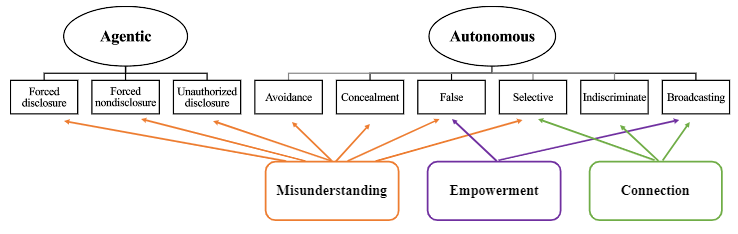 Agentic
Autonomous
Forced
disclosure
Forced
nondisclosure
Unauthorized
disclosure
Avoidance
Concealment
False
Selective
Indiscriminate
Broadcasting
Misunderstanding
Empowerment
Connection